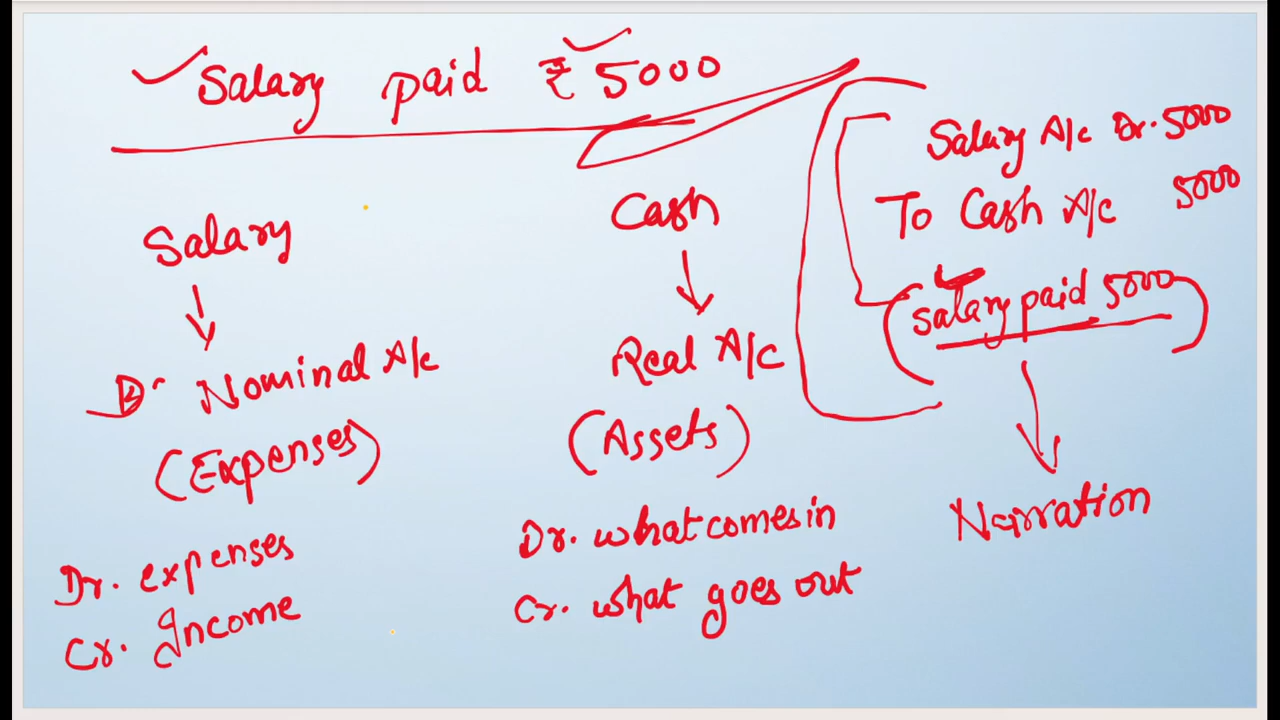 Salary paid ₹ 5000
Salary
Nominal A/c
(Expenses)
Dr. expenses
Cr. Income
Cash
Real A/C
(Assets)
Dr. what comes in
Cr. what goes out
Salary A/c Dr. 5000
To Cash A/c 5000
(Salary paid 5000)
Narration